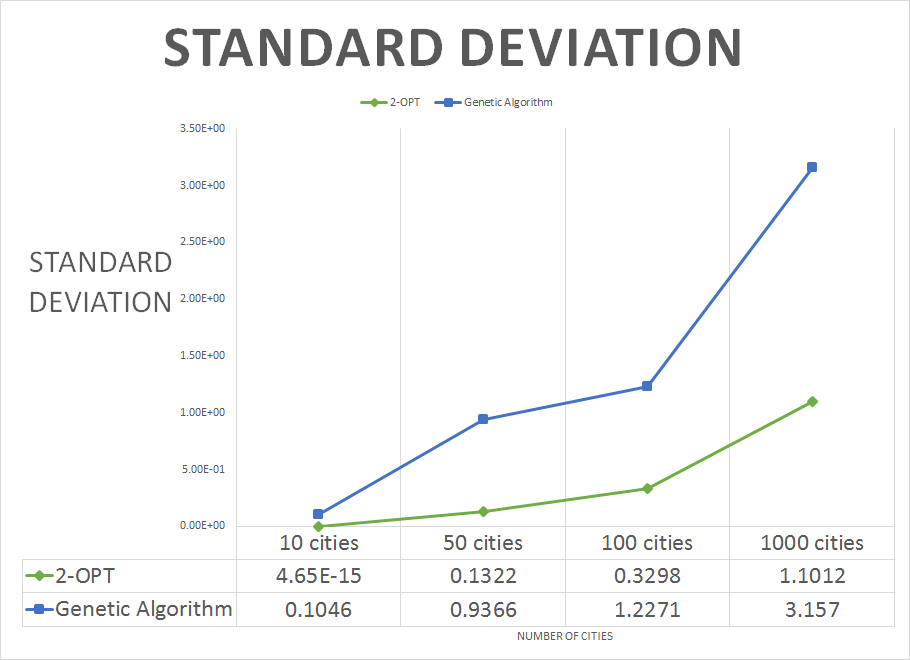 STANDARD DEVIATION
2-OPT Genetic Algorithm
3.50E+00
3.00E+00
2.50E+00
2.00E+00
1.50E+00
1.00E+00
5.00E-01
0.00E+00
STANDARD
DEVIATION
10 cities 50 cities 100 cities 1000 cities
2-OPT 4.65E-15 0.1322 0.3298 1.1012
Genetic Algorithm 0.1046 0.9366 1.2271 3.157
NUMBER OF CITIES